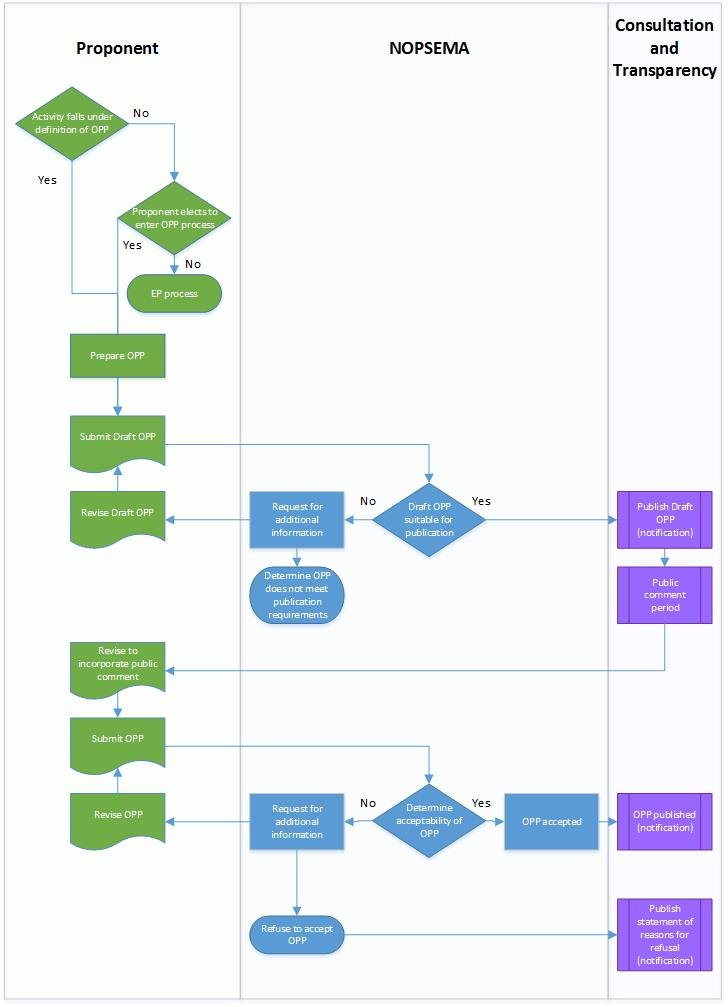 Proponent
NOPSEMA
Consultation
and
Transparency
Activity falls under
definition of OPP
No
Yes
Proponent elects to
enter OPP process
Yes
No
EP process
Prepare OPP
Submit Draft OPP
Revise Draft OPP
Request for
additional
information
No
Draft OPP
suitable for
publication
Yes
Publish Draft
OPP
(notification)
Determine OPP
does not meet
publication
requirements
Public
comment
period
Revise to
incorporate public
comment
Submit OPP
Revise OPP
Request for
additional
information
No
Determine
acceptability of
OPP
Yes
OPP accepted
OPP published
(notification)
Refuse to accept
OPP
Publish
statement of
reasons for
refusal
(notification)